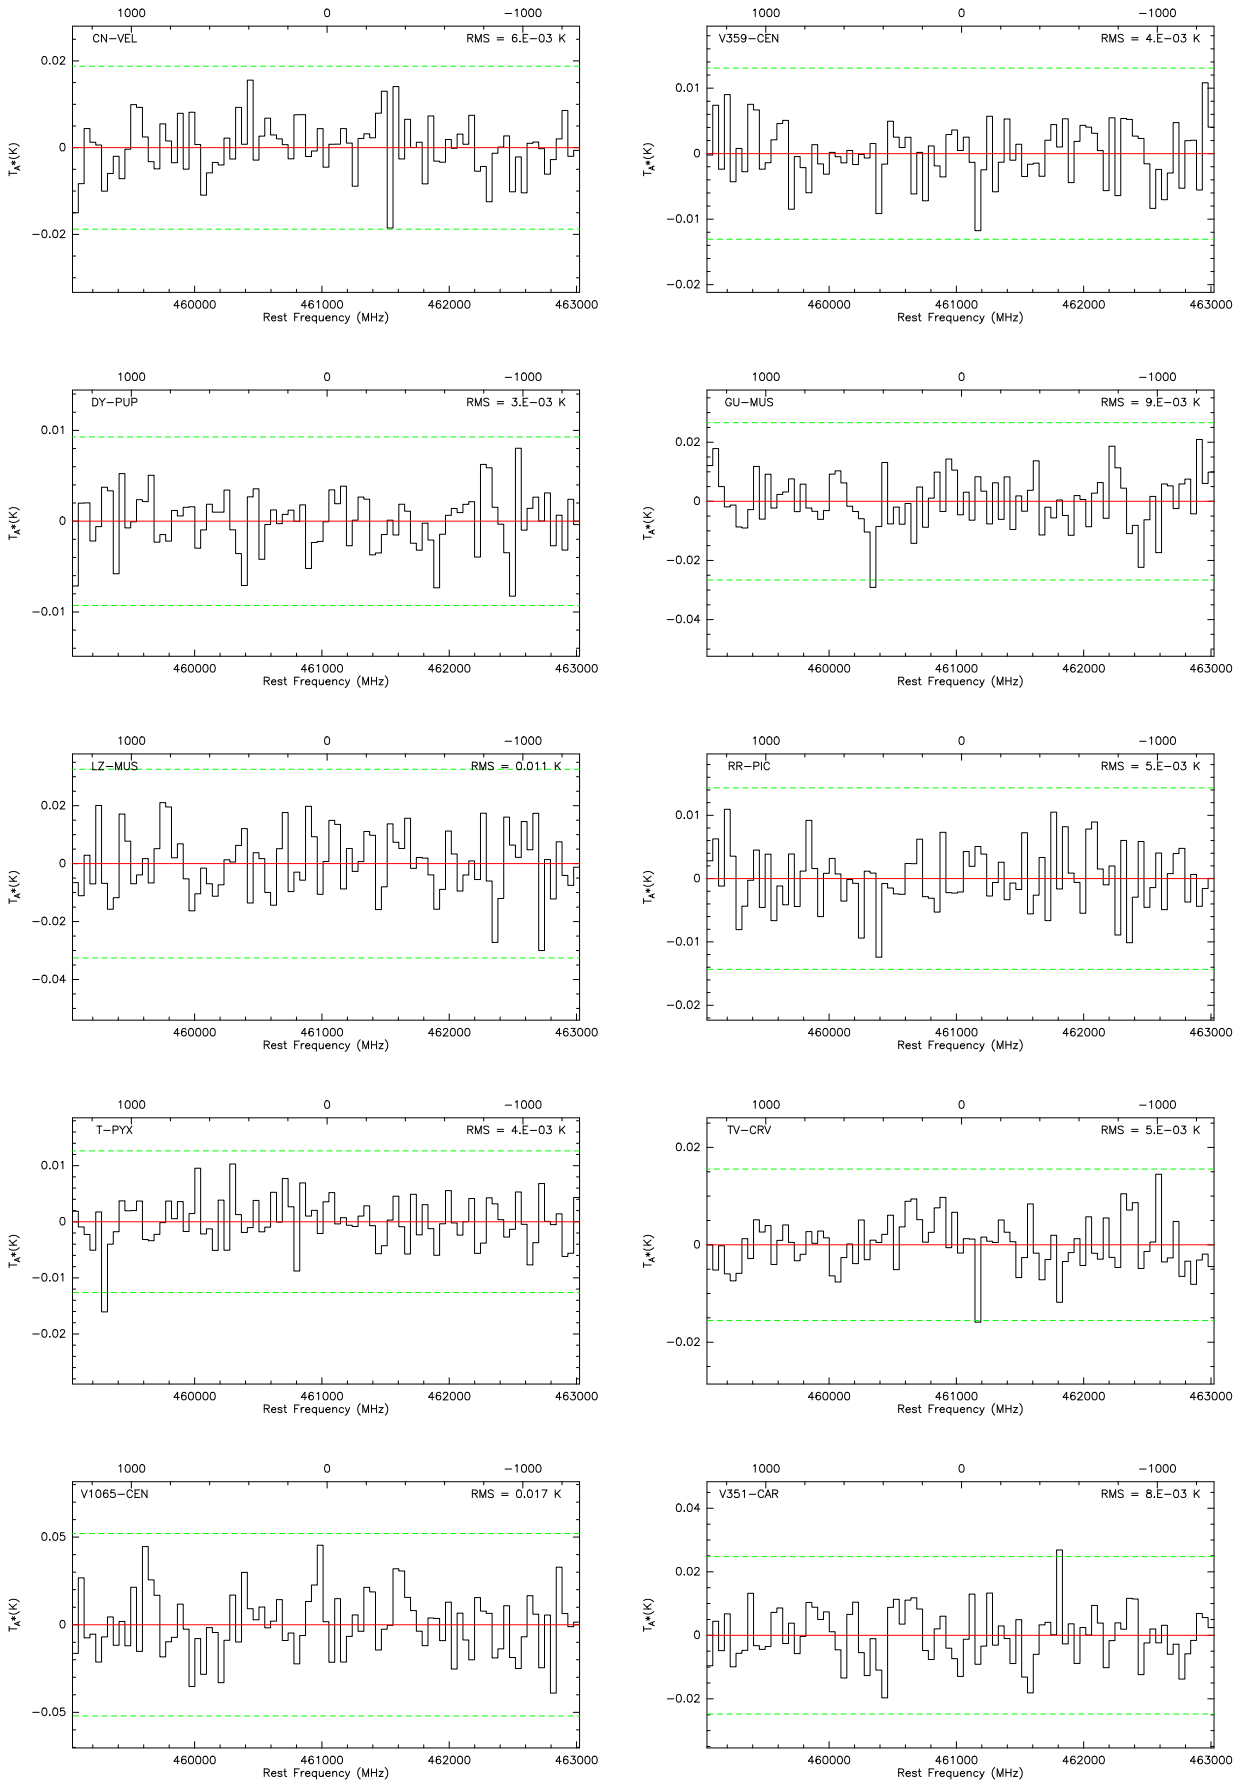 1000 0 -1000 1000 0 -1000
CN-VEL RMS = 6.E-03 K V359-CEN RMS = 4.E-03 K
0.02
0.01
0 0
-0.01
-0.02
-0.02
T_A*(K) T_A*(K)
460000 461000 462000 463000 460000 461000 462000 463000
Rest Frequency (MHz) Rest Frequency (MHz)
1000 0 -1000 1000 0 -1000
DY-PUP RMS = 3.E-03 K GU-MUS RMS = 9.E-03 K
0.01 0.02
0 0
-0.02
-0.01 -0.04
T_A*(K) T_A*(K)
460000 461000 462000 463000 460000 461000 462000 463000
Rest Frequency (MHz) Rest Frequency (MHz)
1000 0 -1000 1000 0 -1000
LZ-MUS RMS = 0.011 K RR-PIC RMS = 5.E-03 K
0.02 0.01
0 0
-0.02 -0.01
-0.04 -0.02
T_A*(K) T_A*(K)
460000 461000 462000 463000 460000 461000 462000 463000
Rest Frequency (MHz) Rest Frequency (MHz)
1000 0 -1000 1000 0 -1000
T-PYX RMS = 4.E-03 K TV-CRV RMS = 5.E-03 K
0.01 0.02
0 0
-0.01
-0.02 -0.02
T_A*(K) T_A*(K)
460000 461000 462000 463000 460000 461000 462000 463000
Rest Frequency (MHz) Rest Frequency (MHz)
1000 0 -1000 1000 0 -1000
V1065-CEN RMS = 0.017 K V351-CAR RMS = 8.E-03 K
0.04
0.05 0.02
0 0
-0.05 -0.02
T_A*(K) T_A*(K)
460000 461000 462000 463000 460000 461000 462000 463000
Rest Frequency (MHz) Rest Frequency (MHz)